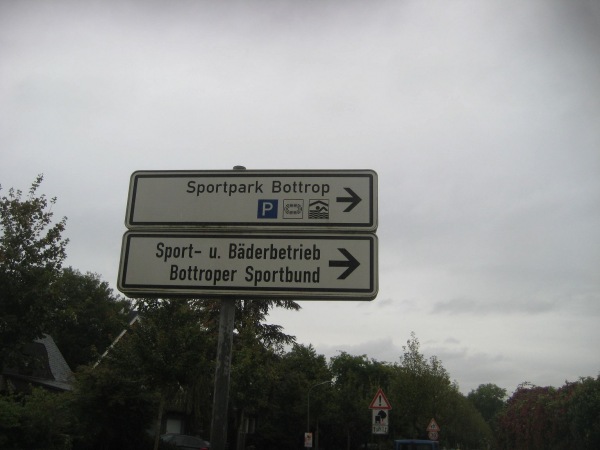 Sportpark Bottrop
P
Sport- u. Bäderbetrieb
Bottroper Sportbund